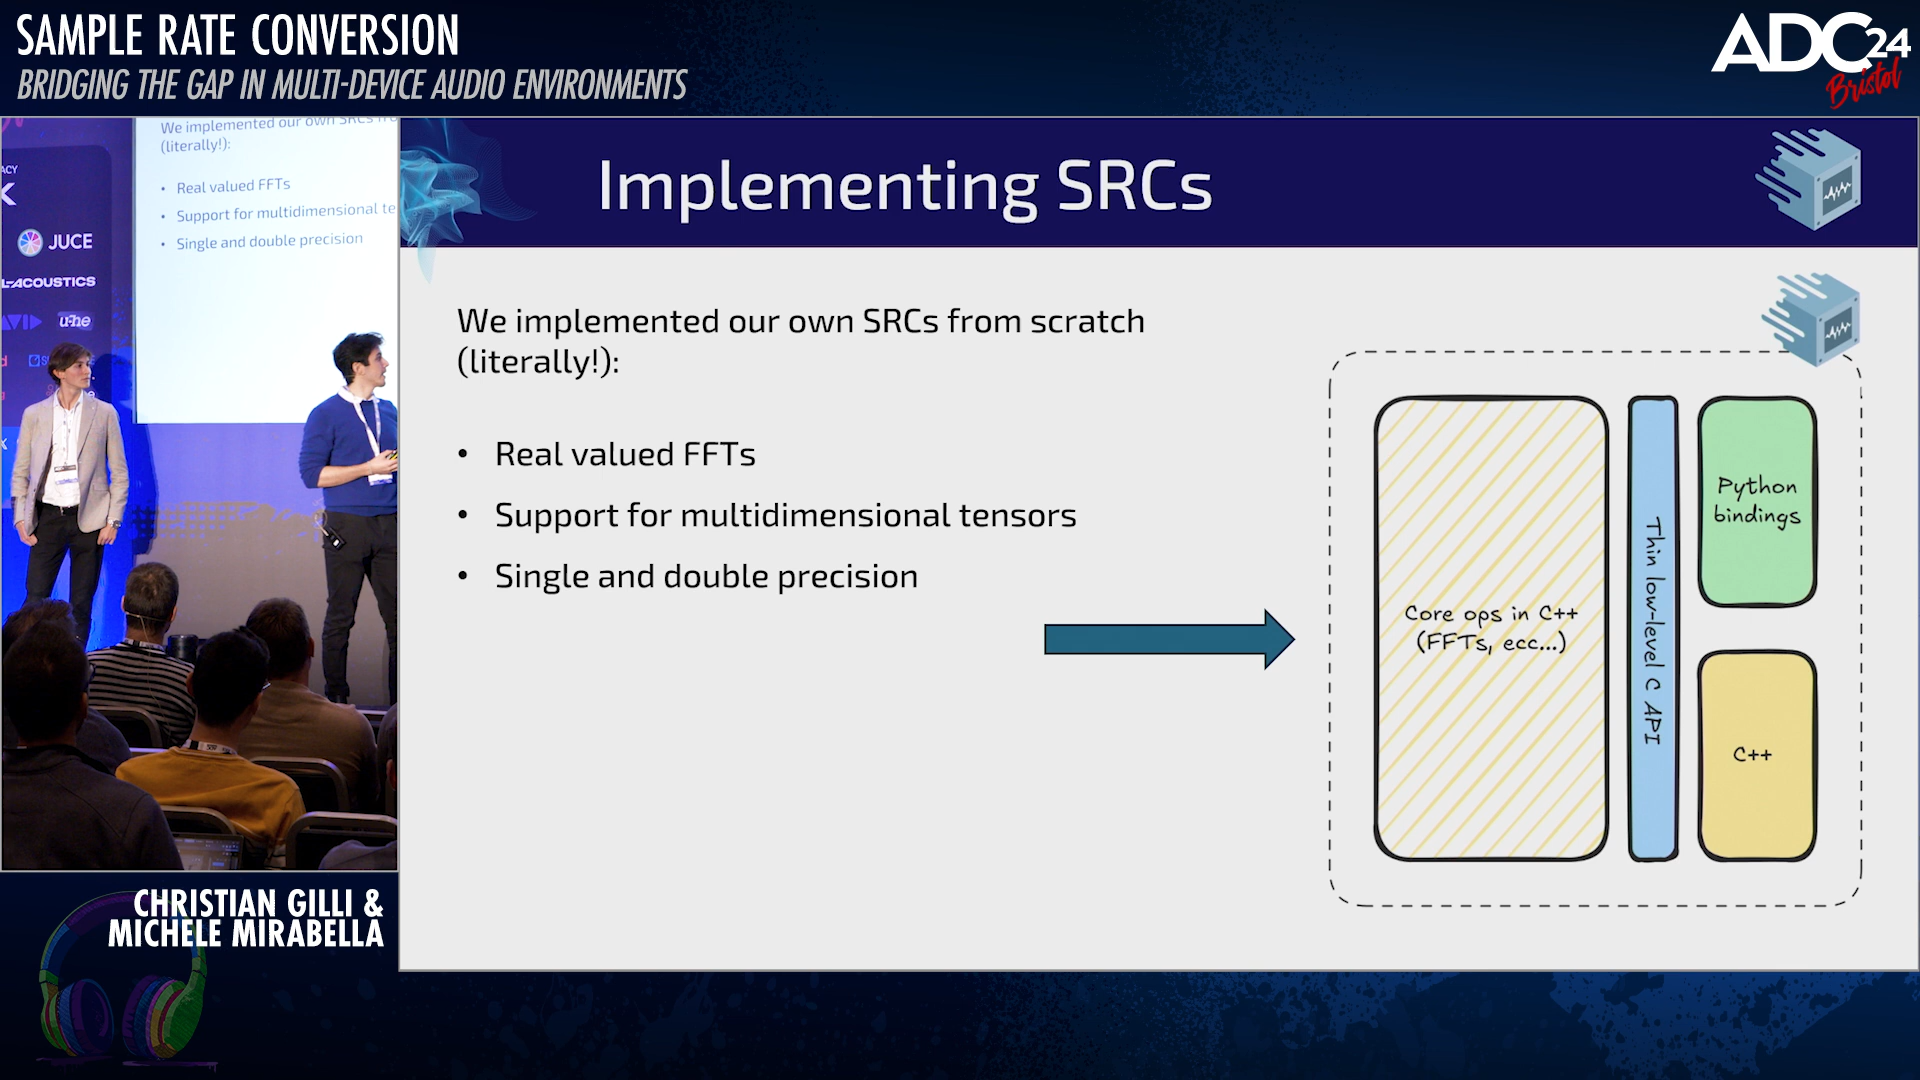 SAMPLE RATE CONVERSION
BRIDGING THE GAP IN MULTI-DEVICE AUDIO ENVIRONMENTS
ADC24
Bristol
We implemented our own SRCs
(literally!):
• Real valued FFTs
• Support for multidimensional te
• Single and double precision
ACY
X
JUCE
L-ACOUSTICS
AVID
u-he
Implementing SRCs
We implemented our own SRCs from scratch
(literally!):
• Real valued FFTs
• Support for multidimensional tensors
• Single and double precision
Core ops in C++
(FFTs, ecc...)
Thin low-level C API
Python
bindings
C++
CHRISTIAN GILLI &
MICHELE MIRABELLA